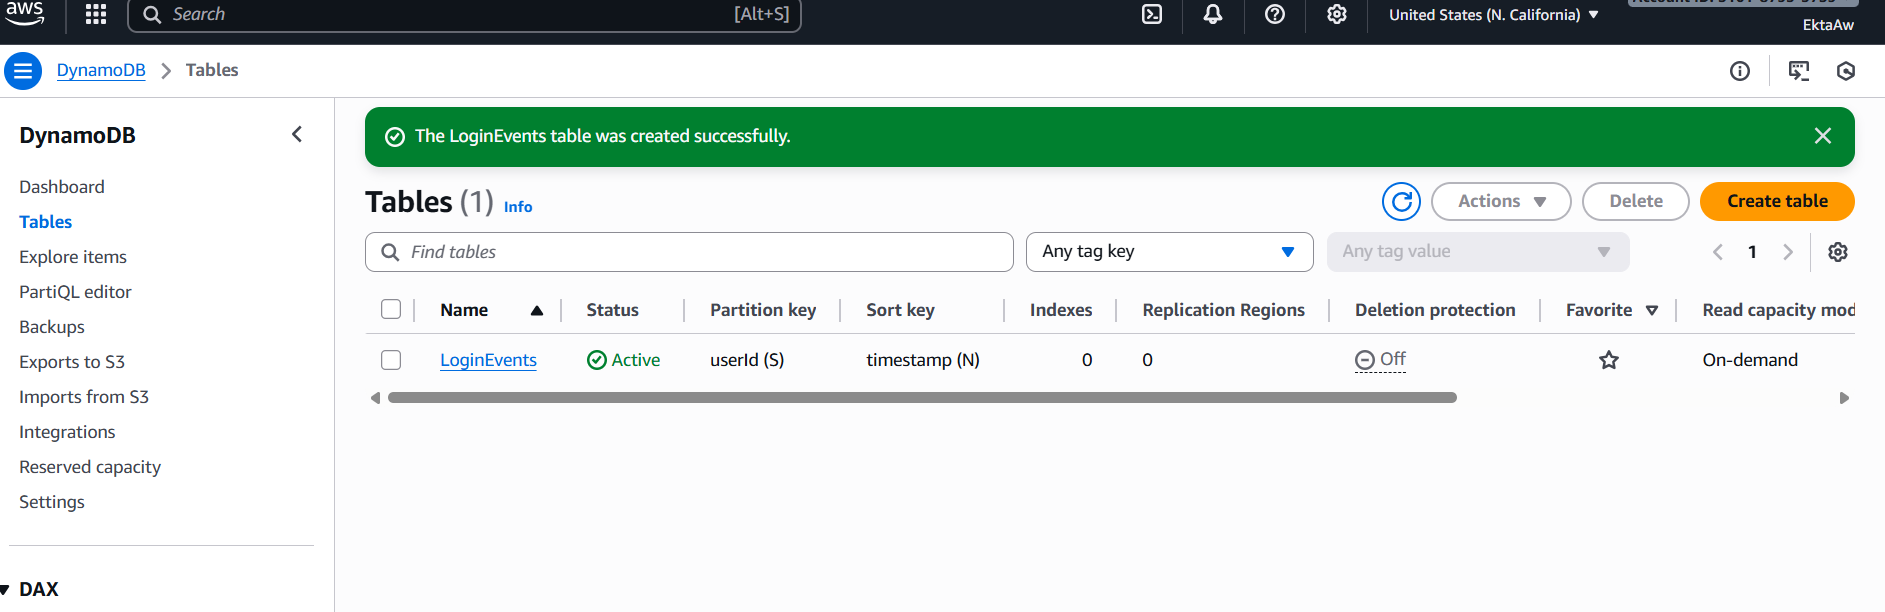 aws
Search [Alt+S] United States (N. California)
EktaAw
DynamoDB Tables
DynamoDB
Dashboard
Tables
Explore items
PartiQL editor
Backups
Exports to S3
Imports from S3
Integrations
Reserved capacity
Settings
DAX
The LoginEvents table was created successfully.
Tables (1) Info Actions Delete Create table
Find tables Any tag key Any tag value 1
Name Status Partition key Sort key Indexes Replication Regions Deletion protection Favorite Read capacity mod
LoginEvents Active userId (S) timestamp (N) 0 0 Off On-demand